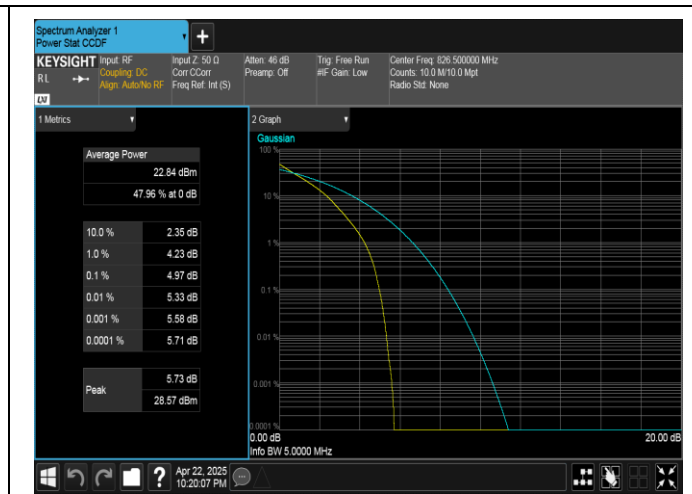 Spectrum Analyzer 1
Power Stat CCDF
+
KEYSIGHT Input: RF Input Z: 50 Ω Atten: 46 dB Trig: Free Run Center Freq: 826.500000 MHz
RL Coupling: DC Corr CCorr Preamp: Off #IF Gain: Low Counts: 10.0 M/10.0 Mpt
Align: Auto/No RF Freq Ref: Int (S) Radio Std: None
LXI
1 Metrics
2 Graph
Average Power
22.84 dBm
47.96 % at 0 dB
10.0 % 2.35 dB
1.0 % 4.23 dB
0.1 % 4.97 dB
0.01 % 5.33 dB
0.001 % 5.58 dB
0.0001 % 5.71 dB
Peak 5.73 dB
28.57 dBm
Gaussian
100 %
10 %
1 %
0.1 %
0.01 %
0.001 %
0.0001 %
0.00 dB 20.00 dB
Info BW 5.0000 MHz
? Apr 22, 2025
10:20:07 PM